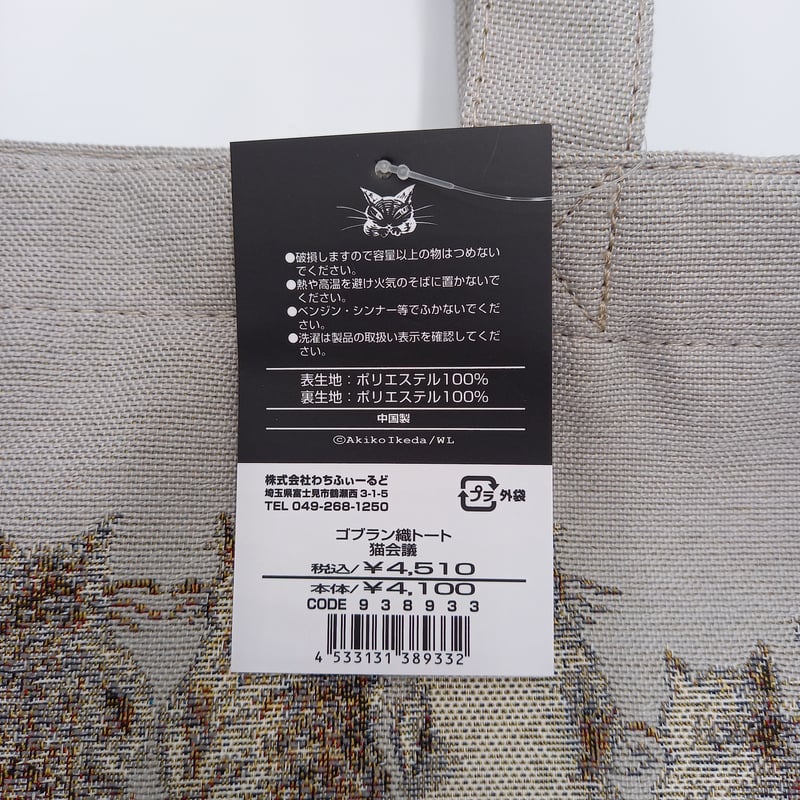 ●破損しますので容量以上の物はつめない
でください。
●熱や高温を避け火気のそばに置かないで
ください。
●ベンジン・シンナー等でふかないでくだ
さい。
●洗濯は製品の取扱い表示を確認してくだ
さい。
表生地：ポリエステル100%
裏生地：ポリエステル100%
中国製
©AkikoIkeda/WL
株式会社わちふぃーるど
埼玉県富士見市鶴瀬西 3-1-5
TEL 049-268-1250
プラ 外袋
ゴブラン織トート
猫会議
税込/￥4,510
本体/￥4,100
CODE 938933
4 533131 389332